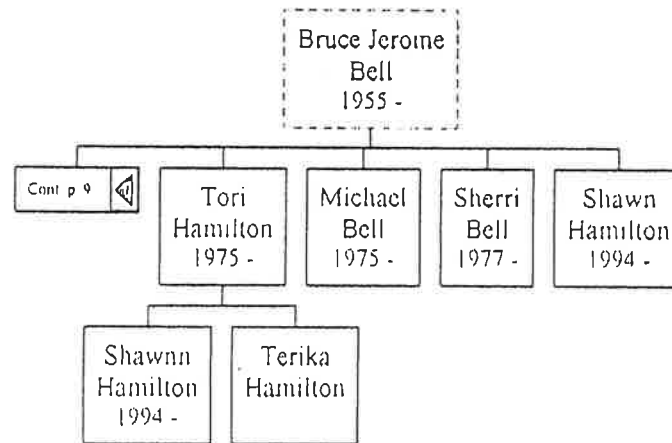 Bruce Jerome
Bell
1955 -
Cont p 9
Tori
Hamilton
1975 -
Michael
Bell
1975 -
Sherri
Bell
1977 -
Shawn
Hamilton
1994 -
Shawnn
Hamilton
1994 -
Terika
Hamilton